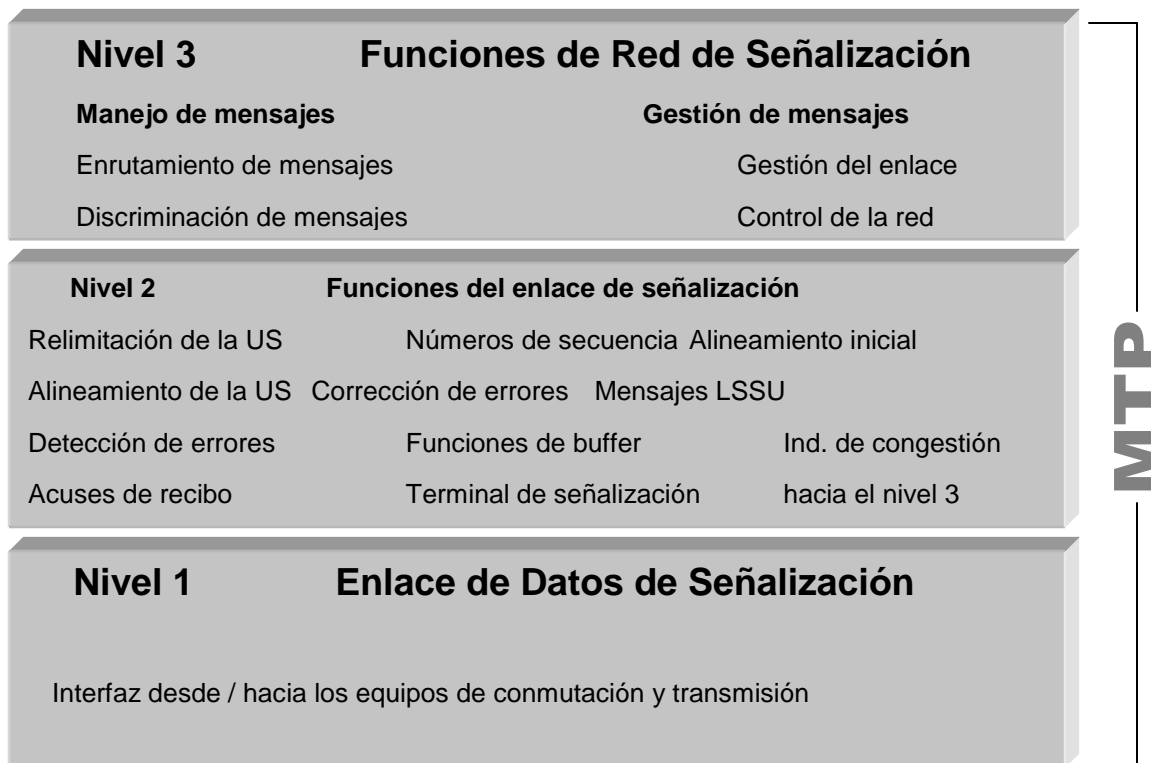 Nivel 3 Funciones de Red de Señalización
Manejo de mensajes Gestión de mensajes
Enrutamiento de mensajes Gestión del enlace
Discriminación de mensajes Control de la red
Nivel 2 Funciones del enlace de señalización
Relimitación de la US Números de secuencia Alineamiento inicial
Alineamiento de la US Corrección de errores Mensajes LSSU
Detección de errores Funciones de buffer Ind. de congestión
Acuses de recibo Terminal de señalización hacia el nivel 3
Nivel 1 Enlace de Datos de Señalización
Interfaz desde / hacia los equipos de conmutación y transmisión
MTP